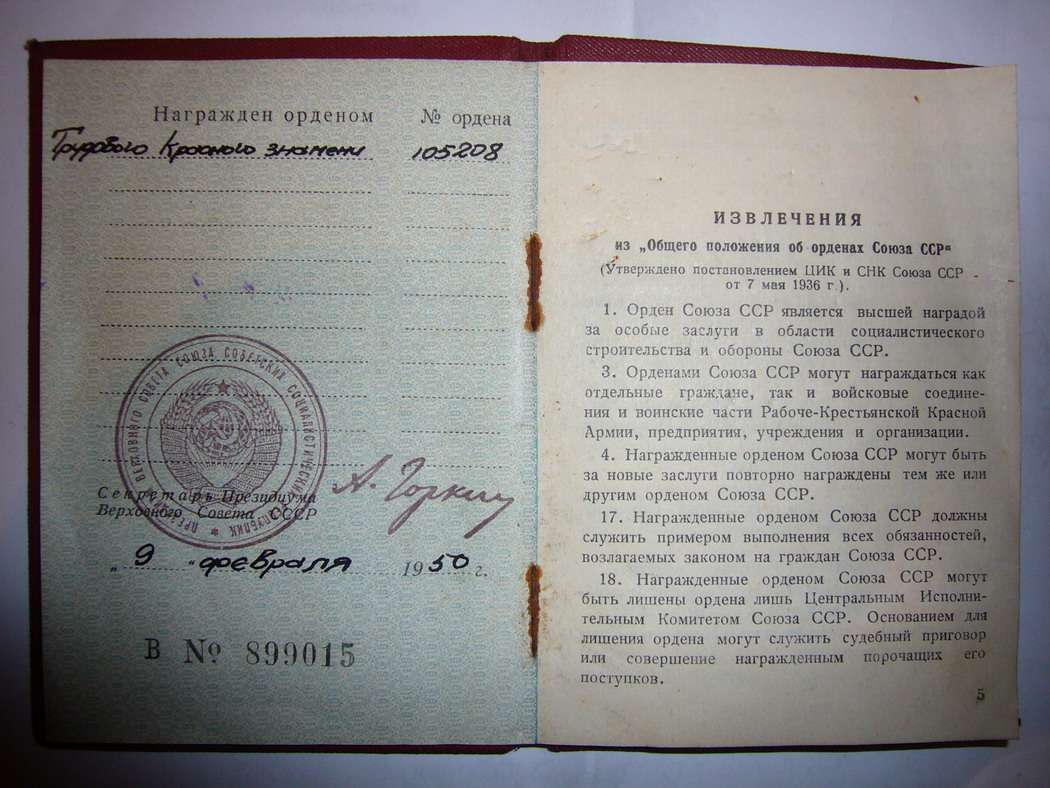 Награжден орденом № ордена
Трудового Красного знамени 105208
ПРЕЗИДИУМ ВЕРХОВНОГО СОВЕТА СОЮЗА СОВЕТСКИХ СОЦИАЛИСТИЧЕСКИХ РЕСПУБЛИК *
Секретарь Президиума
Верховного Совета СССР
А. Горкин
„ 9 “ февраля 1950 г.
В № 899015
ИЗВЛЕЧЕНИЯ
из „Общего положения об орденах Союза ССР“
(Утверждено постановлением ЦИК и СНК Союза ССР
от 7 мая 1936 г.).
1. Орден Союза ССР является высшей наградой
за особые заслуги в области социалистического
строительства и обороны Союза ССР.
3. Орденами Союза ССР могут награждаться как
отдельные граждане, так и войсковые соедине-
ния и воинские части Рабоче-Крестьянской Красной
Армии, предприятия, учреждения и организации.
4. Награжденные орденом Союза ССР могут быть
за новые заслуги повторно награждены тем же или
другим орденом Союза ССР.
17. Награжденные орденом Союза ССР должны
служить примером выполнения всех обязанностей,
возлагаемых законом на граждан Союза ССР.
18. Награжденные орденом Союза ССР могут
быть лишены ордена лишь Центральным Исполни-
тельным Комитетом Союза ССР. Основанием для
лишения ордена могут служить судебный приговор
или совершение награжденным порочащих его
поступков.
5